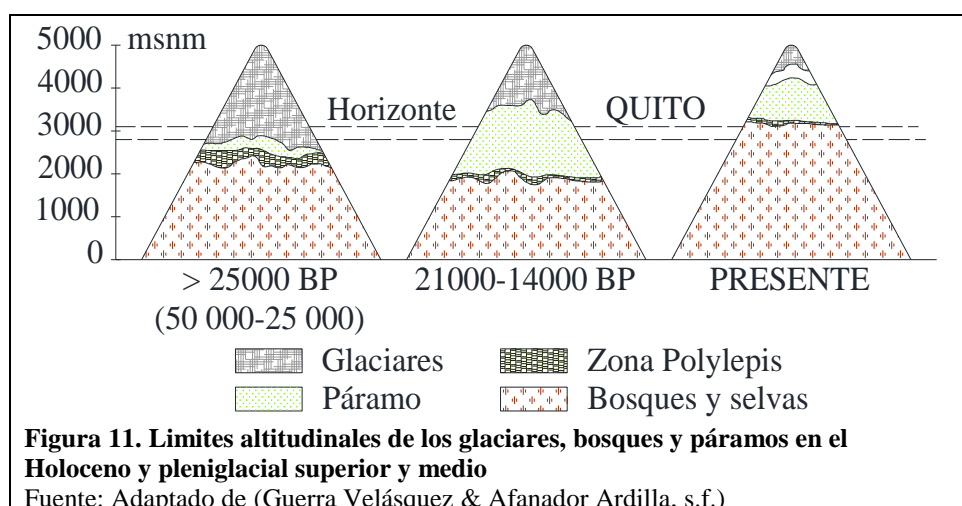 5000 msnm
4000
Horizonte QUITO
3000
2000
1000
0
> 25000 BP 21000-14000 BP PRESENTE
(50 000-25 000)
Glaciares Zona Polylepis
Páramo Bosques y selvas
Figura 11. Limites altitudinales de los glaciares, bosques y páramos en el
Holoceno y pleniglacial superior y medio
Fuente: Adaptado de (Guerra Velásquez & Afanador Ardilla, s.f.)